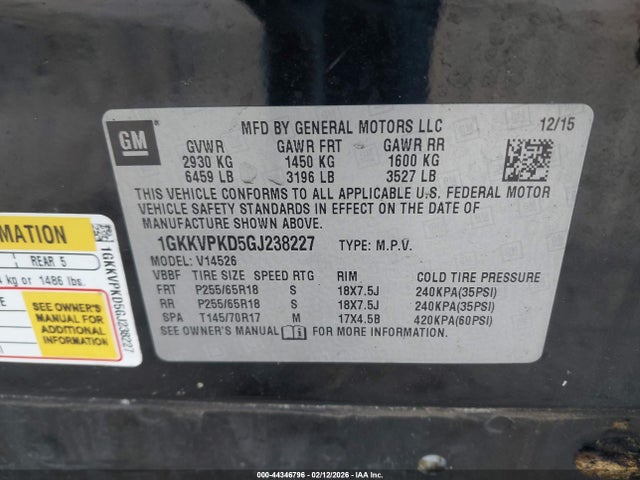 GM
MFD BY GENERAL MOTORS LLC 12/15
GVWR GAWR FRT GAWR RR
2930 KG 1450 KG 1600 KG
6459 LB 3196 LB 3527 LB
THIS VEHICLE CONFORMS TO ALL APPLICABLE U.S. FEDERAL MOTOR
VEHICLE SAFETY STANDARDS IN EFFECT ON THE DATE OF
MANUFACTURE SHOWN ABOVE.
1GKKVPKD5GJ238227 TYPE: M.P.V.
MODEL: V14526
VBBF TIRE SIZE SPEED RTG RIM COLD TIRE PRESSURE
FRT P255/65R18 S 18X7.5J 240KPA(35PSI)
RR P255/65R18 S 18X7.5J 240KPA(35PSI)
SPA T145/70R17 M 17X4.5B 420KPA(60PSI)
SEE OWNER'S MANUAL FOR MORE INFORMATION.
MATION
REAR 5
kg or 1486 lbs.
SEE OWNER'S
MANUAL FOR
ADDITIONAL
INFORMATION
1GKKVPKD5GJ238227
000-44346796 - 02/12/2026 - IAA Inc.